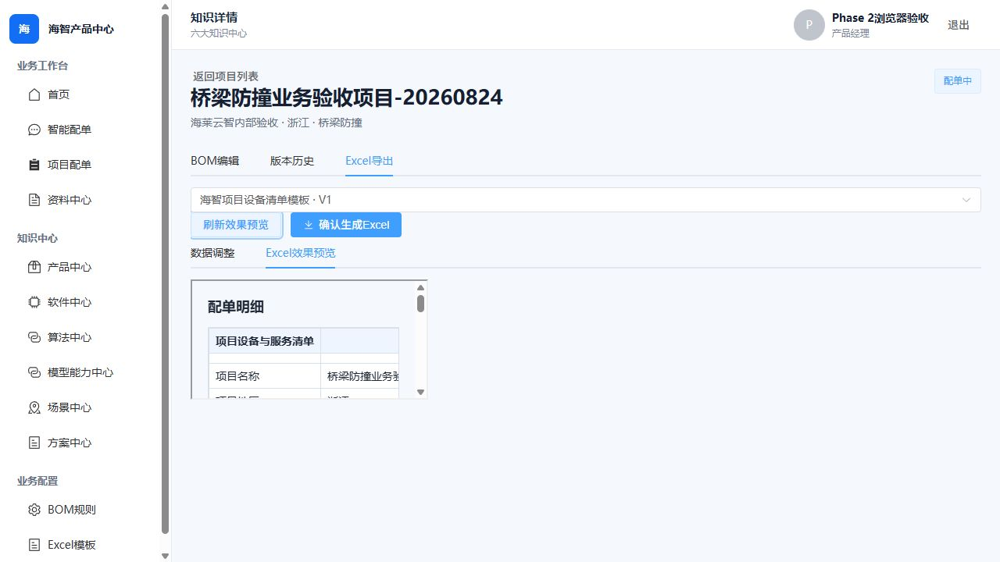 海 海智产品中心
业务工作台
首页
智能配单
项目配单
资料中心
知识中心
产品中心
软件中心
算法中心
模型能力中心
场景中心
方案中心
业务配置
BOM规则
Excel模板
知识详情
六大知识中心
P
Phase 2浏览器验收
产品经理
退出
返回项目列表
桥梁防撞业务验收项目-20260824
海莱云智内部验收 · 浙江 · 桥梁防撞
配单中
BOM编辑 版本历史 Excel导出
海智项目设备清单模板 · V1
刷新效果预览 确认生成Excel
数据调整 Excel效果预览
配单明细
项目设备与服务清单
项目名称 桥梁防撞业务